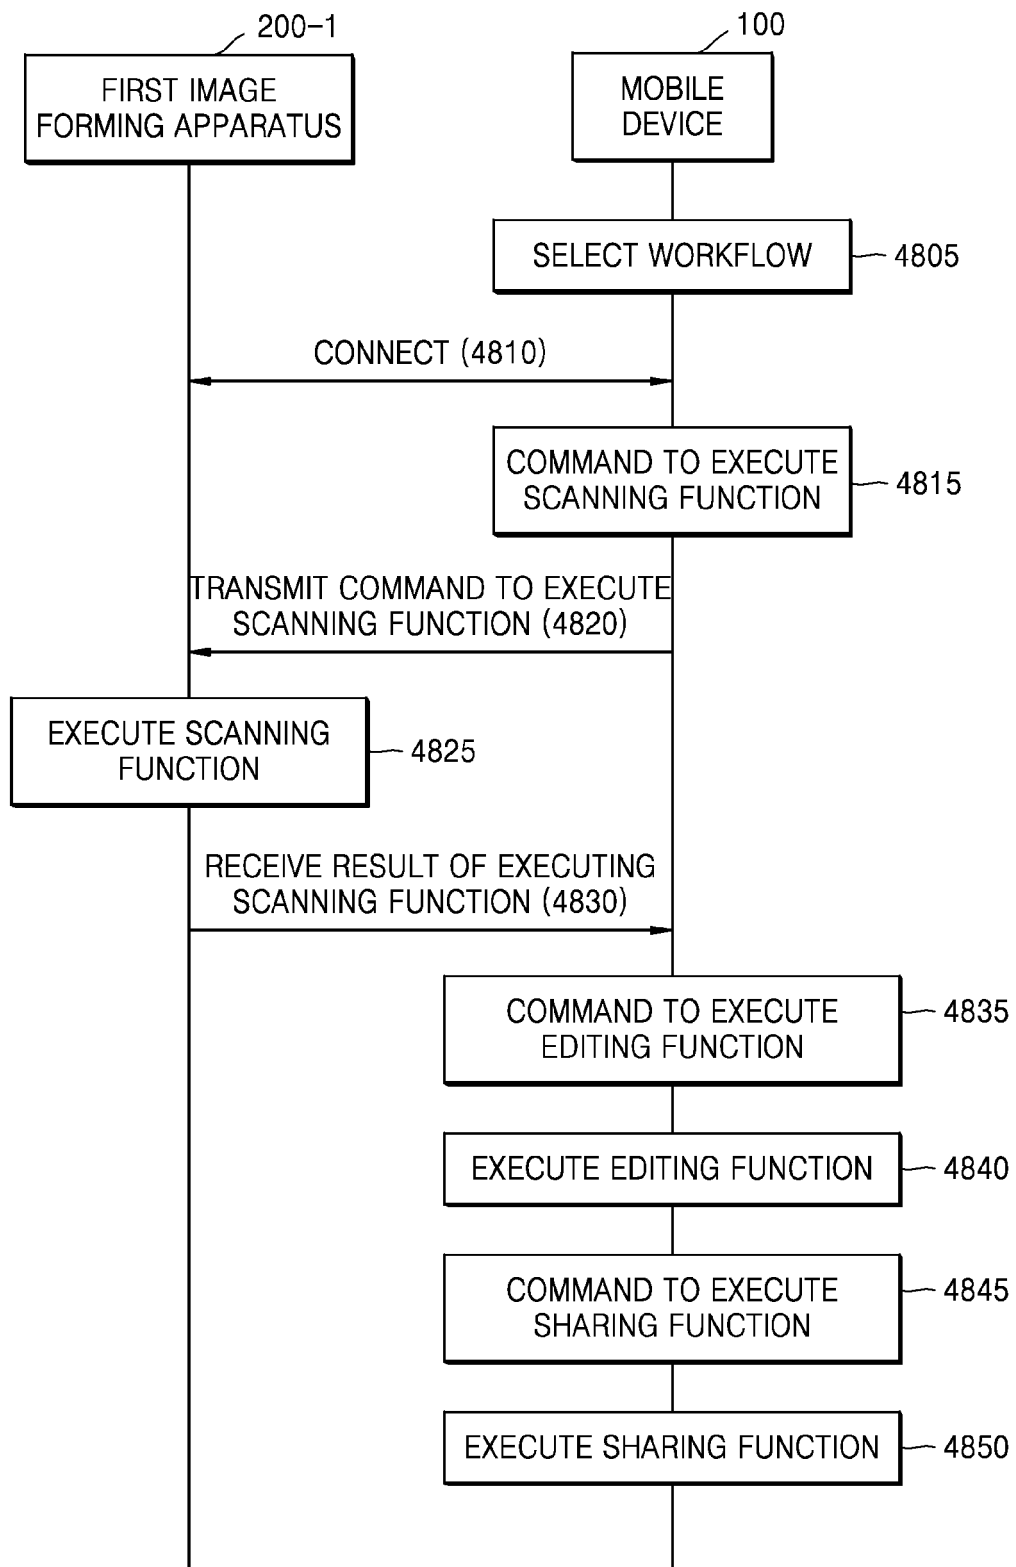 200-1
100
FIRST IMAGE
FORMING APPARATUS
MOBILE
DEVICE
SELECT WORKFLOW
4805
CONNECT (4810)
COMMAND TO EXECUTE
SCANNING FUNCTION
4815
TRANSMIT COMMAND TO EXECUTE
SCANNING FUNCTION (4820)
EXECUTE SCANNING
FUNCTION
4825
RECEIVE RESULT OF EXECUTING
SCANNING FUNCTION (4830)
COMMAND TO EXECUTE
EDITING FUNCTION
4835
EXECUTE EDITING FUNCTION
4840
COMMAND TO EXECUTE
SHARING FUNCTION
4845
EXECUTE SHARING FUNCTION
4850